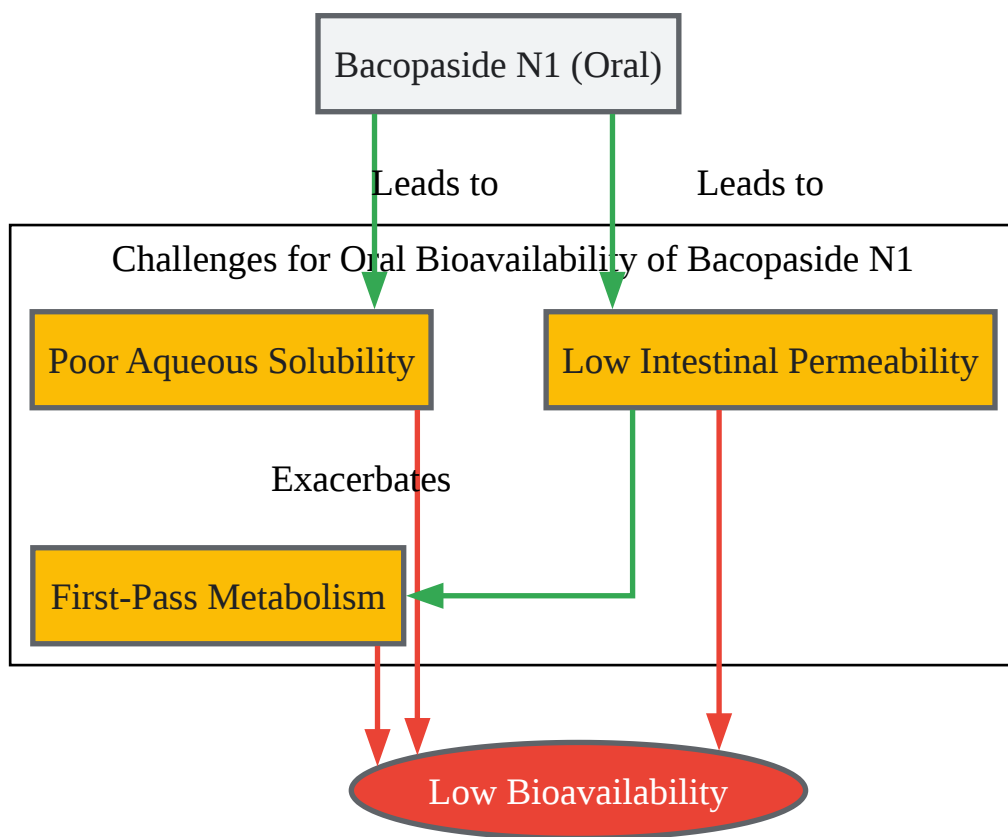 Bacopaside N1 (Oral)
Leads to
Leads to
Challenges for Oral Bioavailability of Bacopaside N1
Poor Aqueous Solubility
Low Intestinal Permeability
Exacerbates
First-Pass Metabolism
Low Bioavailability